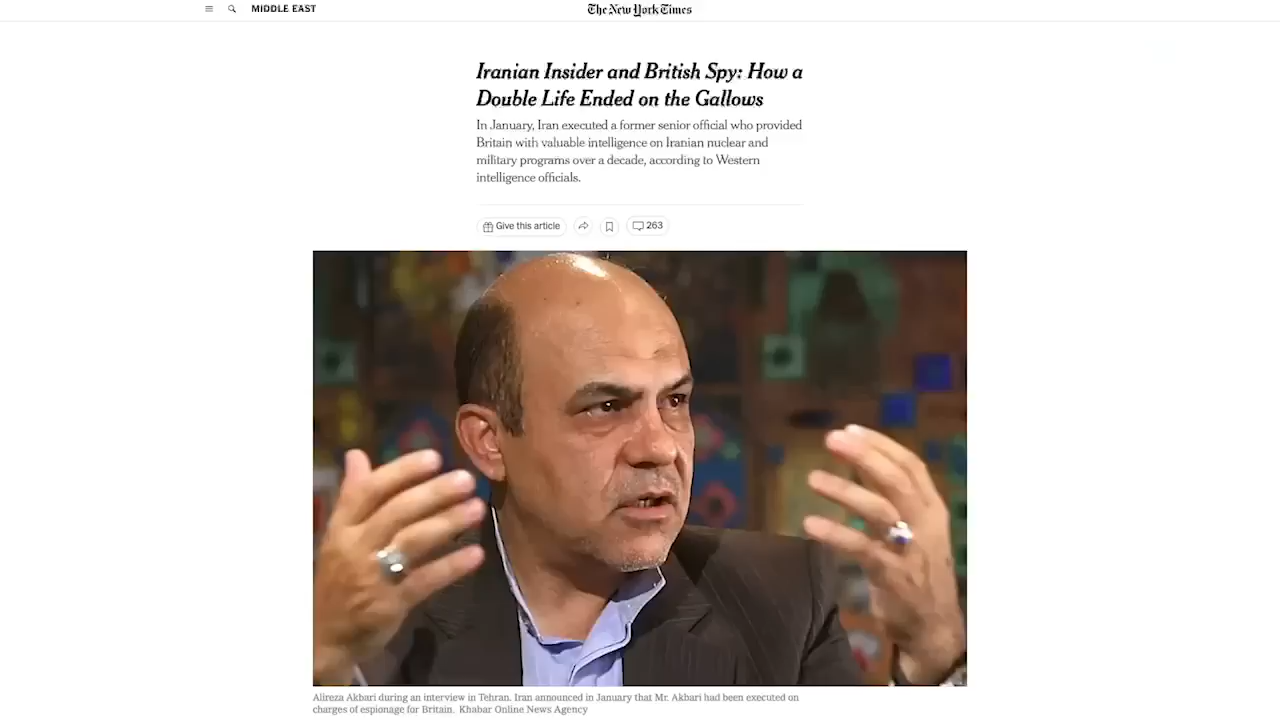 MIDDLE EAST
The New York Times
Iranian Insider and British Spy: How a
Double Life Ended on the Gallows
In January, Iran executed a former senior official who provided
Britain with valuable intelligence on Iranian nuclear and
military programs over a decade, according to Western
intelligence officials.
Give this article
263
Alireza Akbari during an interview in Tehran. Iran announced in January that Mr. Akbari had been executed on
charges of espionage for Britain. Khabar Online News Agency